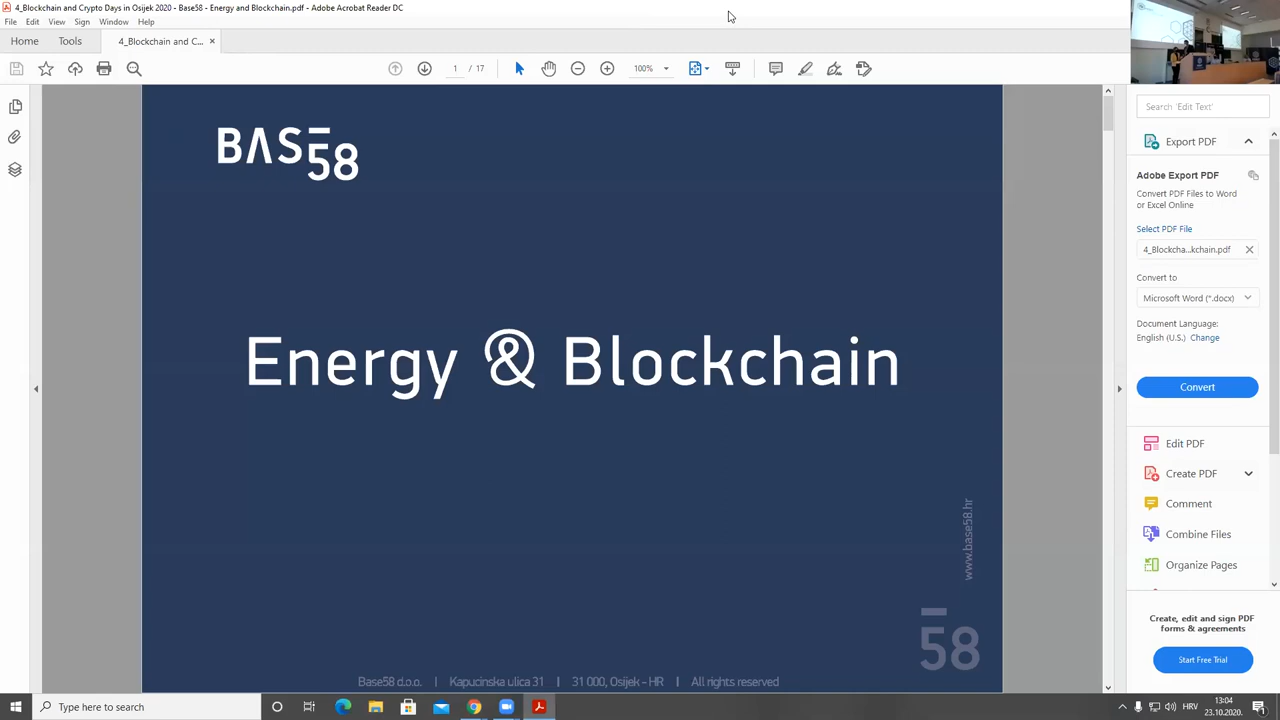 4_Blockchain and Crypto Days in Osijek 2020 - Base58 - Energy and Blockchain.pdf - Adobe Acrobat Reader DC
File Edit View Sign Window Help
Home Tools 4_Blockchain and C... ×
1 / 17 100%
Search 'Edit Text'
Export PDF
Adobe Export PDF
Convert PDF Files to Word
or Excel Online
Select PDF File
4_Blockcha...kchain.pdf
Convert to
Microsoft Word (*.docx)
Document Language:
English (U.S.) Change
Convert
Edit PDF
Create PDF
Comment
Combine Files
Organize Pages
Create, edit and sign PDF
forms & agreements
Start Free Trial
BAS58
Energy & Blockchain
www.base58.hr
58
Base58 d.o.o. | Kapucinska ulica 31 | 31 000, Osijek - HR | All rights reserved
Type here to search
HRV
13:04
23.10.2020.
1